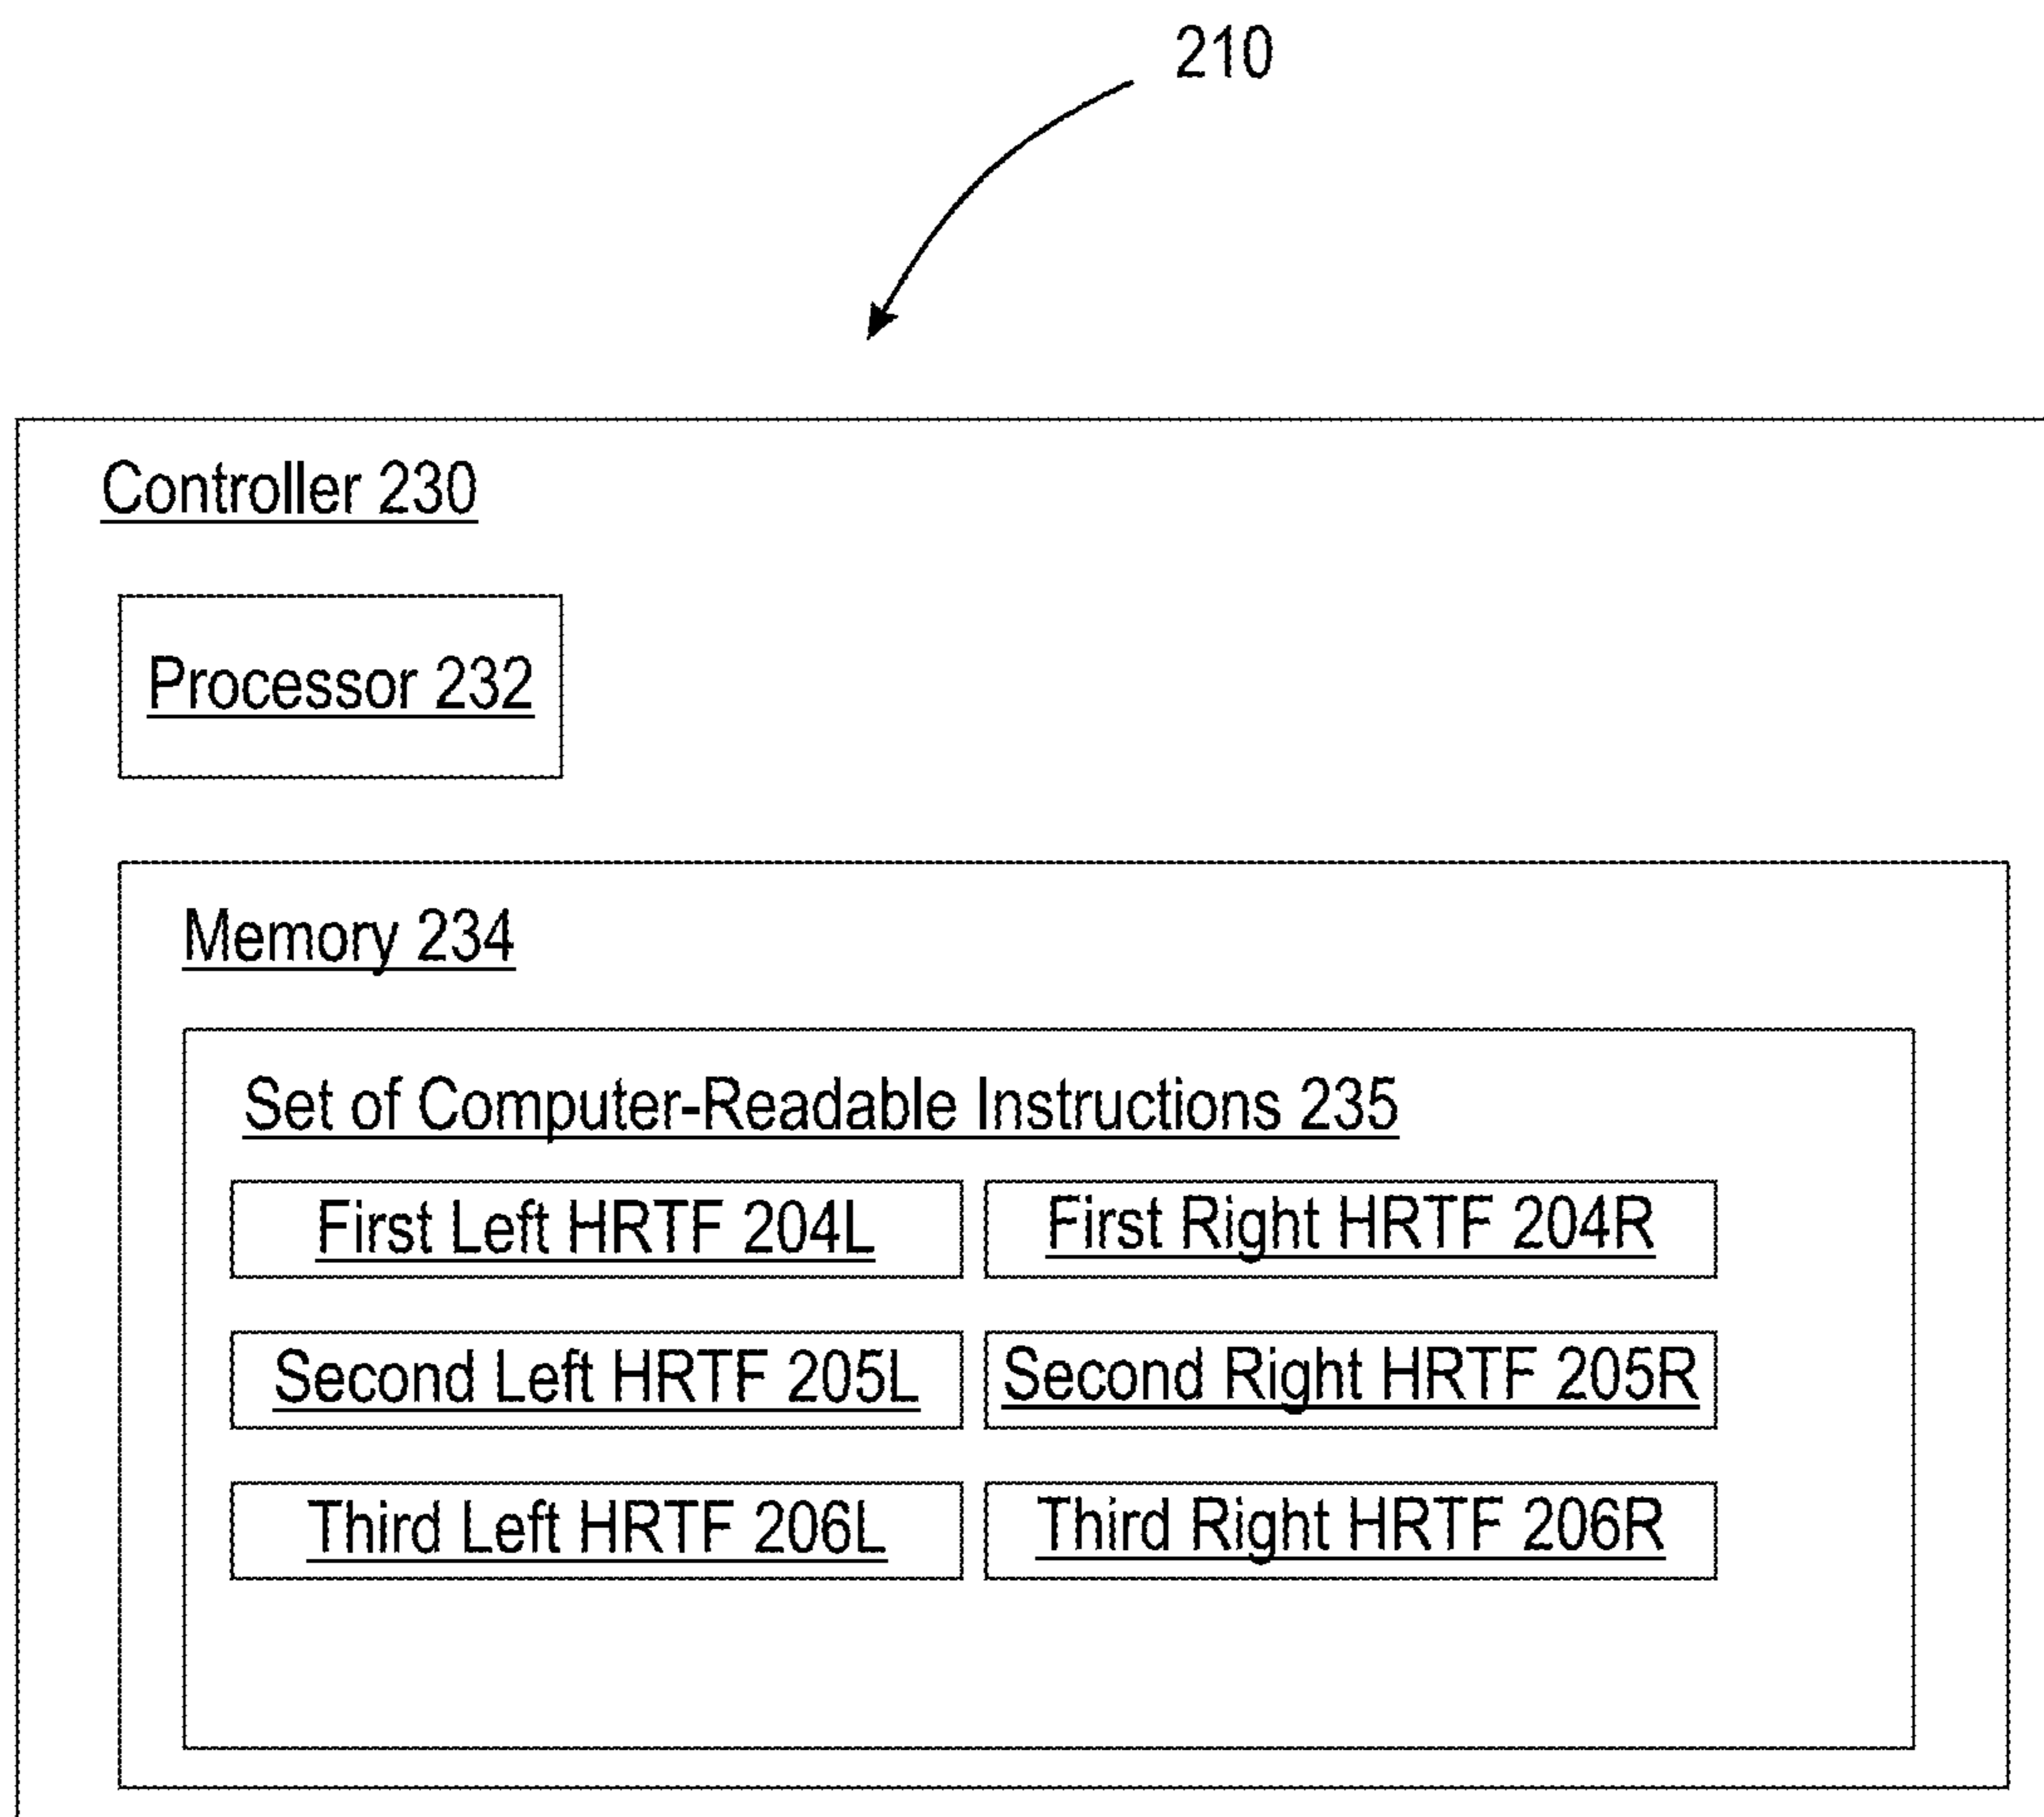 210
Controller 230
Processor 232
Memory 234
Set of Computer-Readable Instructions 235
First Left HRTF 204L
First Right HRTF 204R
Second Left HRTF 205L
Second Right HRTF 205R
Third Left HRTF 206L
Third Right HRTF 206R